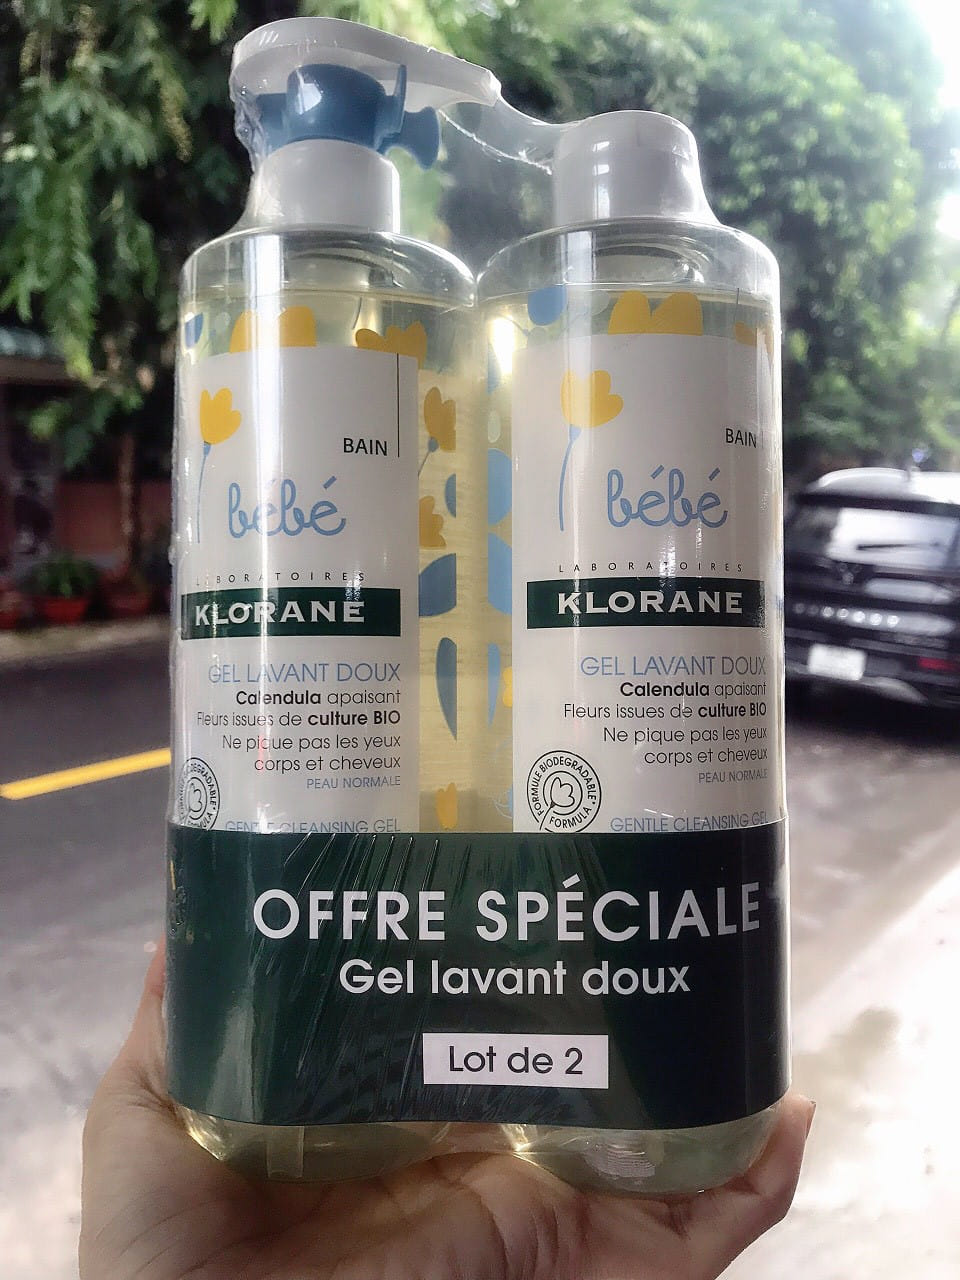 BAIN
bébé
LABORATOIRES
KLORANE
GEL LAVANT DOUX
Calendula apaisant
Fleurs issues de culture BIO
Ne pique pas les yeux
corps et cheveux
PEAU NORMALE
GENTLE CLEANSING GEL
BAIN
bébé
LABORATOIRES
KLORANE
GEL LAVANT DOUX
Calendula apaisant
Fleurs issues de culture BIO
Ne pique pas les yeux
corps et cheveux
PEAU NORMALE
FORMULE BIODEGRADABLE • FORMULA •
GENTLE CLEANSING GEL
OFFRE SPÉCIALE
Gel lavant doux
Lot de 2